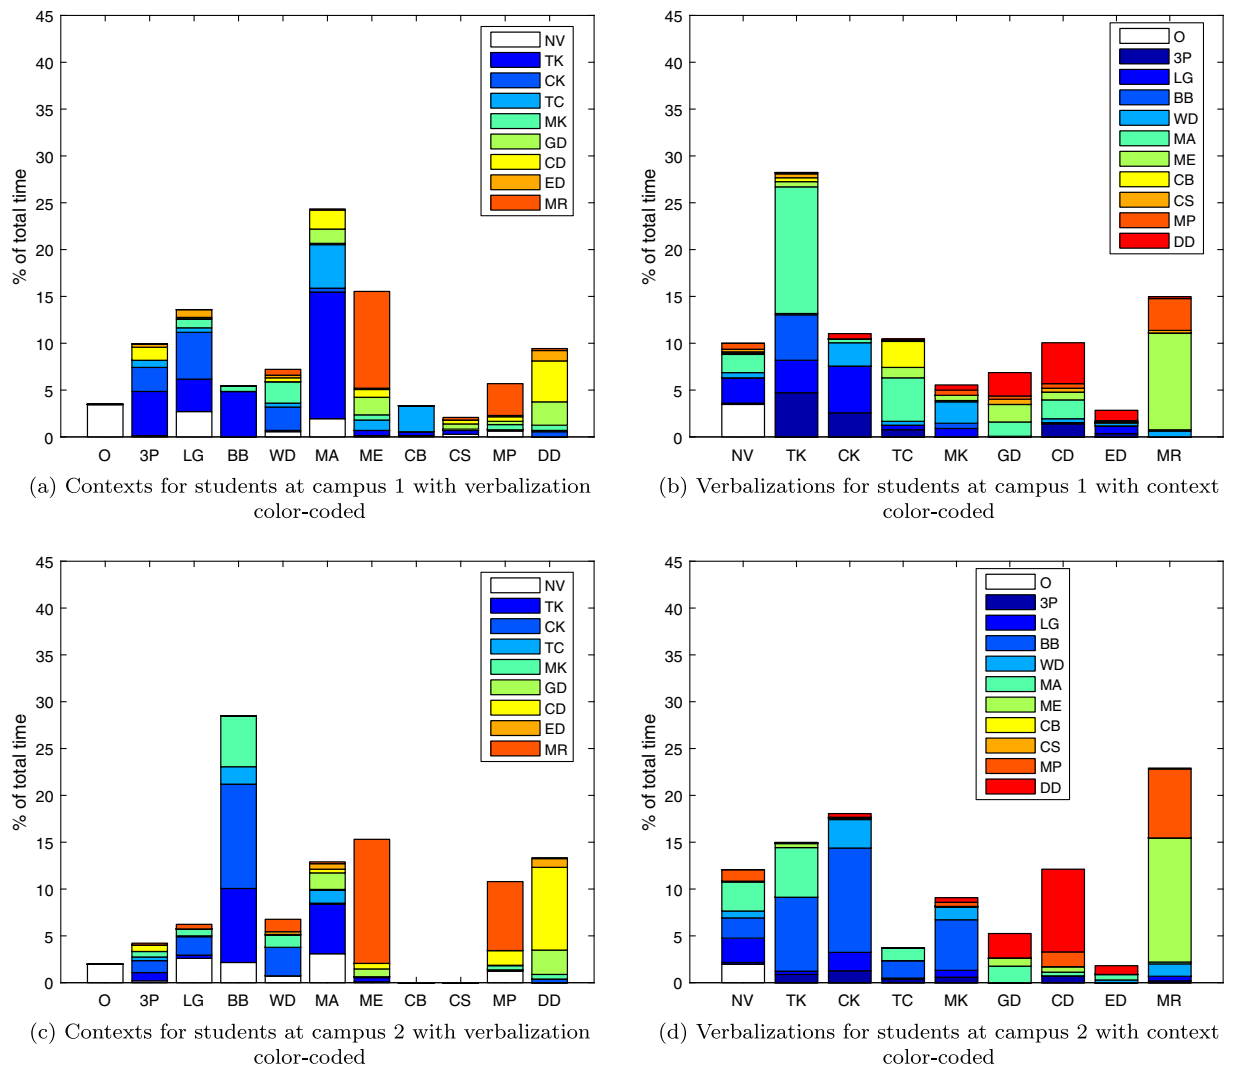 45
40
35
30
25
20
15
10
5
0
% of total time
O 3P LG BB WD MA ME CB CS MP DD
NV
TK
CK
TC
MK
GD
CD
ED
MR
(a) Contexts for students at campus 1 with verbalization
color-coded
45
40
35
30
25
20
15
10
5
0
% of total time
NV TK CK TC MK GD CD ED MR
O
3P
LG
BB
WD
MA
ME
CB
CS
MP
DD
(b) Verbalizations for students at campus 1 with context
color-coded
45
40
35
30
25
20
15
10
5
0
% of total time
O 3P LG BB WD MA ME CB CS MP DD
NV
TK
CK
TC
MK
GD
CD
ED
MR
(c) Contexts for students at campus 2 with verbalization
color-coded
45
40
35
30
25
20
15
10
5
0
% of total time
NV TK CK TC MK GD CD ED MR
O
3P
LG
BB
WD
MA
ME
CB
CS
MP
DD
(d) Verbalizations for students at campus 2 with context
color-coded